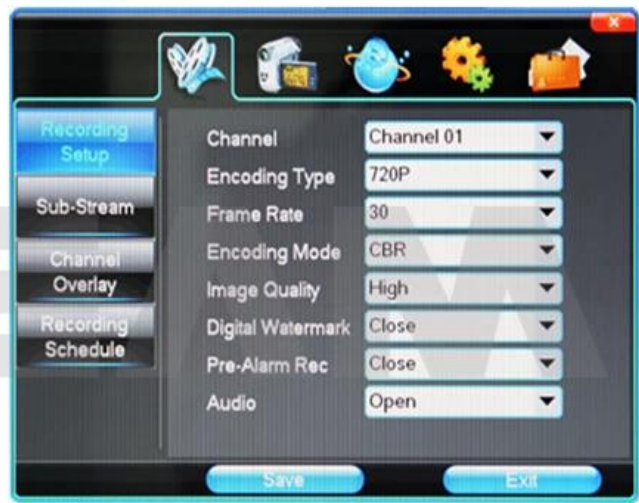 Recording
Setup
Sub-Stream
Channel
Overlay
Recording
Schedule
Channel Channel 01
Encoding Type 720P
Frame Rate 30
Encoding Mode CBR
Image Quality High
Digital Watermark Close
Pre-Alarm Rec Close
Audio Open
Save Exit